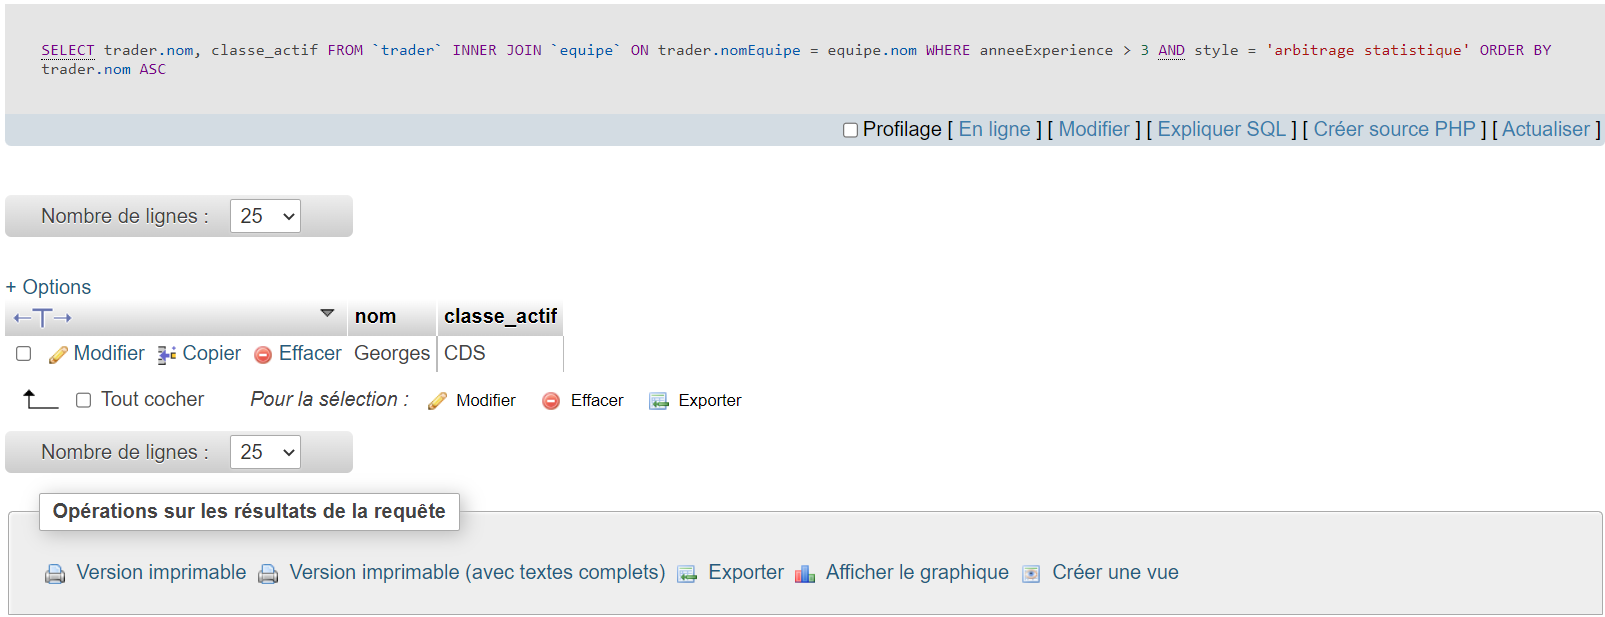 SELECT trader.nom, classe_actif FROM `trader` INNER JOIN `equipe` ON trader.nomEquipe = equipe.nom WHERE anneeExperience > 3 AND style = 'arbitrage statistique' ORDER BY
trader.nom ASC
Profilage [ En ligne ] [ Modifier ] [ Expliquer SQL ] [ Créer source PHP ] [ Actualiser ]
Nombre de lignes : 25
+ Options
←T→ nom classe_actif
Modifier Copier Effacer Georges CDS
Tout cocher Pour la sélection : Modifier Effacer Exporter
Nombre de lignes : 25
Opérations sur les résultats de la requête
Version imprimable Version imprimable (avec textes complets) Exporter Afficher le graphique Créer une vue